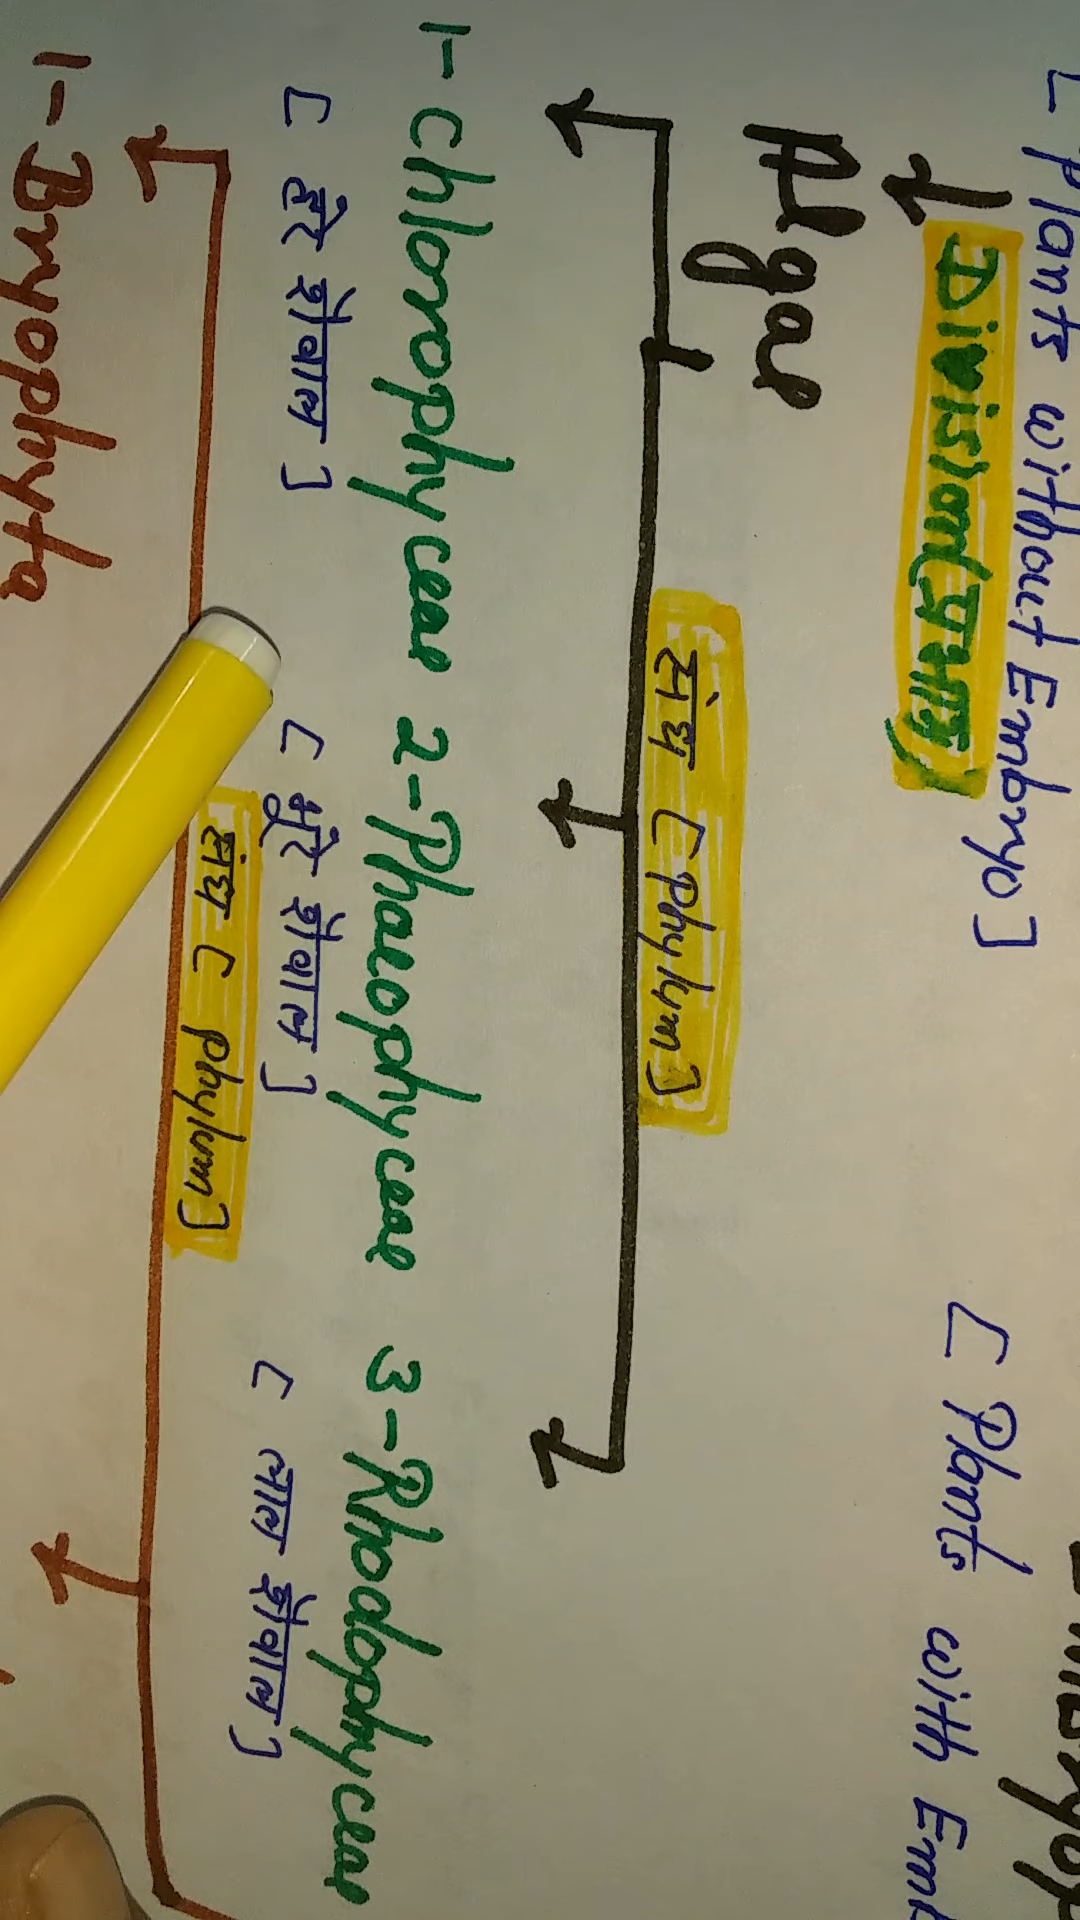 [Plants without Embryo]
[Plants with
Division(प्रभाग)
Algae
संघ [Phylum]
1-Chlorophyceae 2-Phaeophyceae 3-Rhodophyceae
[हरे शैवाल] [भूरे शैवाल] [लाल शैवाल]
संघ [Phylum]
1-Bryophyta